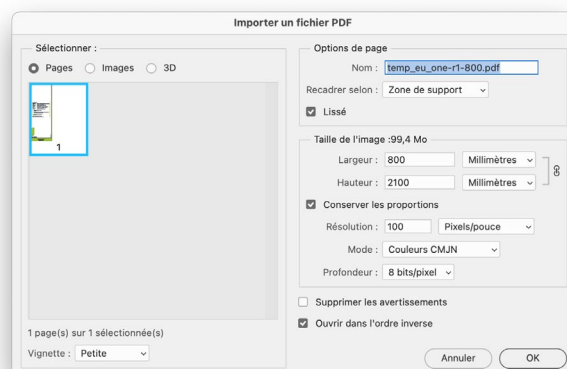 Importer un fichier PDF
Sélectionner :
Pages Images 3D
1
1 page(s) sur 1 sélectionnée(s)
Vignette : Petite
Options de page
Nom : temp_eu_one-r1-800.pdf
Recadrer selon : Zone de support
Lissé
Taille de l'image :99,4 Mo
Largeur : 800 Millimètres
Hauteur : 2100 Millimètres
Conserver les proportions
Résolution : 100 Pixels/pouce
Mode : Couleurs CMJN
Profondeur : 8 bits/pixel
Supprimer les avertissements
Ouvrir dans l'ordre inverse
Annuler OK